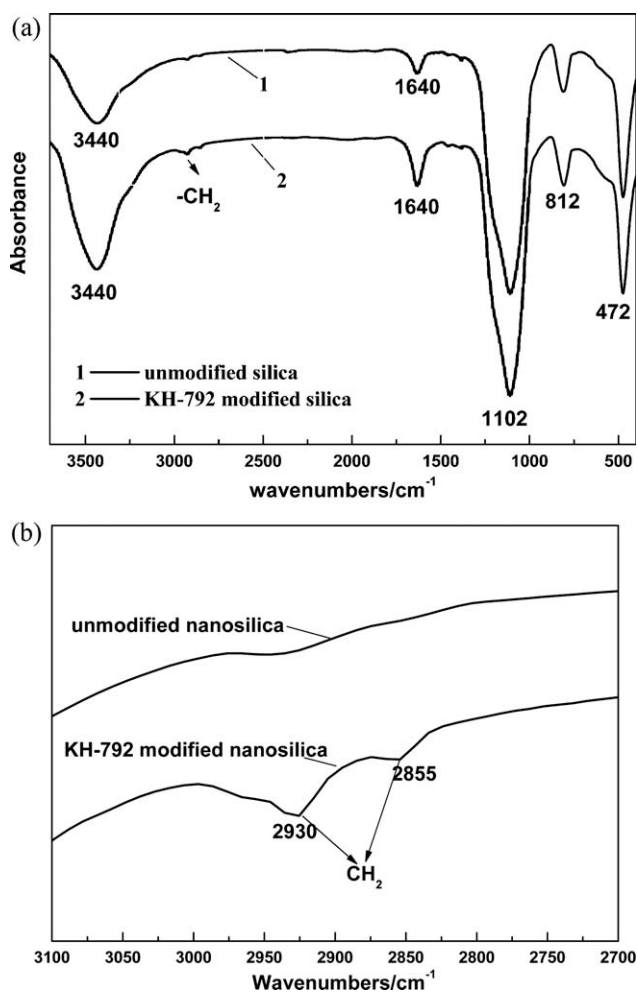 (a)
1
1640
3440
2
-CH₂
1640
812
3440
472
1102
Absorbance
1 unmodified silica
2 KH-792 modified silica
3500 3000 2500 2000 1500 1000 500
wavenumbers/cm⁻¹
(b)
unmodified nanosilica
KH-792 modified nanosilica
2855
2930
CH₂
3100 3050 3000 2950 2900 2850 2800 2750 2700
Wavenumbers/cm⁻¹